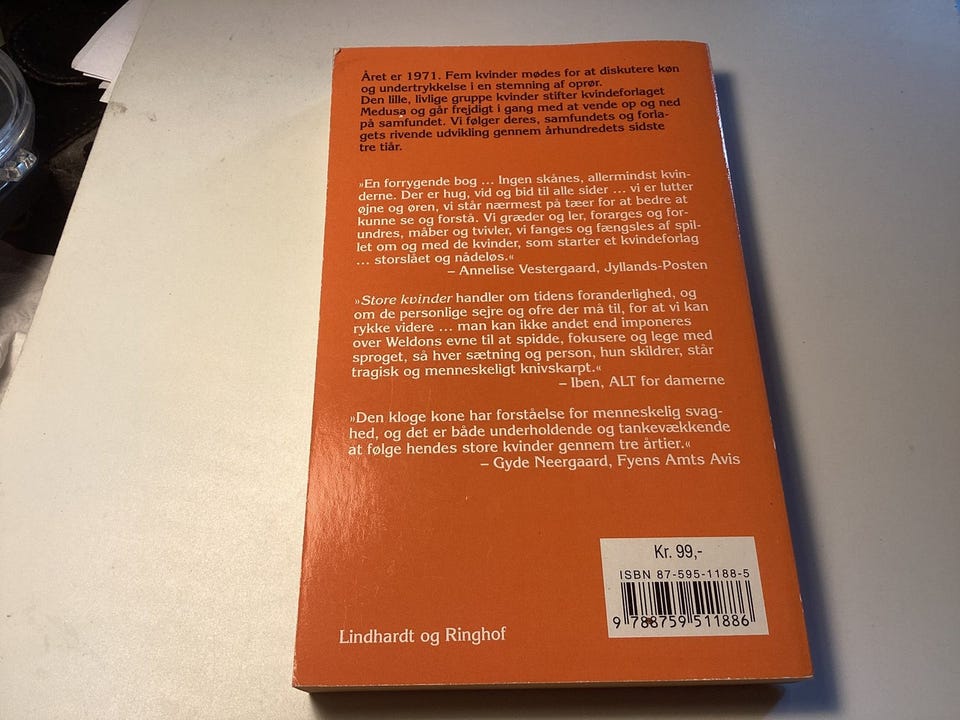 Året er 1971. Fem kvinder mødes for at diskutere køn
og undertrykkelse i en stemning af oprør.
Den lille, livlige gruppe kvinder stifter kvindeforlaget
Medusa og går frejdigt i gang med at vende op og ned
på samfundet. Vi følger deres, samfundets og forla-
gets rivende udvikling gennem århundredets sidste
tre tiår.
»En forrygende bog ... Ingen skånes, allermindst kvin-
derne. Der er hug, vid og bid til alle sider ... vi er lutter
øjne og øren, vi står nærmest på tæer for at bedre at
kunne se og forstå. Vi græder og ler, forarges og for-
undres, måber og tvivler, vi fanges og fængsles af spil-
let om og med de kvinder, som starter et kvindeforlag
... storslået og nådeløs.«
– Annelise Vestergaard, Jyllands-Posten
»Store kvinder handler om tidens foranderlighed, og
om de personlige sejre og ofre der må til, for at vi kan
rykke videre ... man kan ikke andet end imponeres
over Weldons evne til at spidde, fokusere og lege med
sproget, så hver sætning og person, hun skildrer, står
tragisk og menneskeligt knivskarpt.«
– Iben, ALT for damerne
»Den kloge kone har forståelse for menneskelig svag-
hed, og det er både underholdende og tankevækkende
at følge hendes store kvinder gennem tre årtier.«
– Gyde Neergaard, Fyens Amts Avis
Kr. 99,-
ISBN 87-595-1188-5
9 788759 511886
Lindhardt og Ringhof